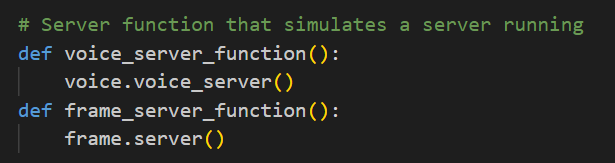 # Server function that simulates a server running
def voice_server_function():
    voice.voice_server()
def frame_server_function():
    frame.server()